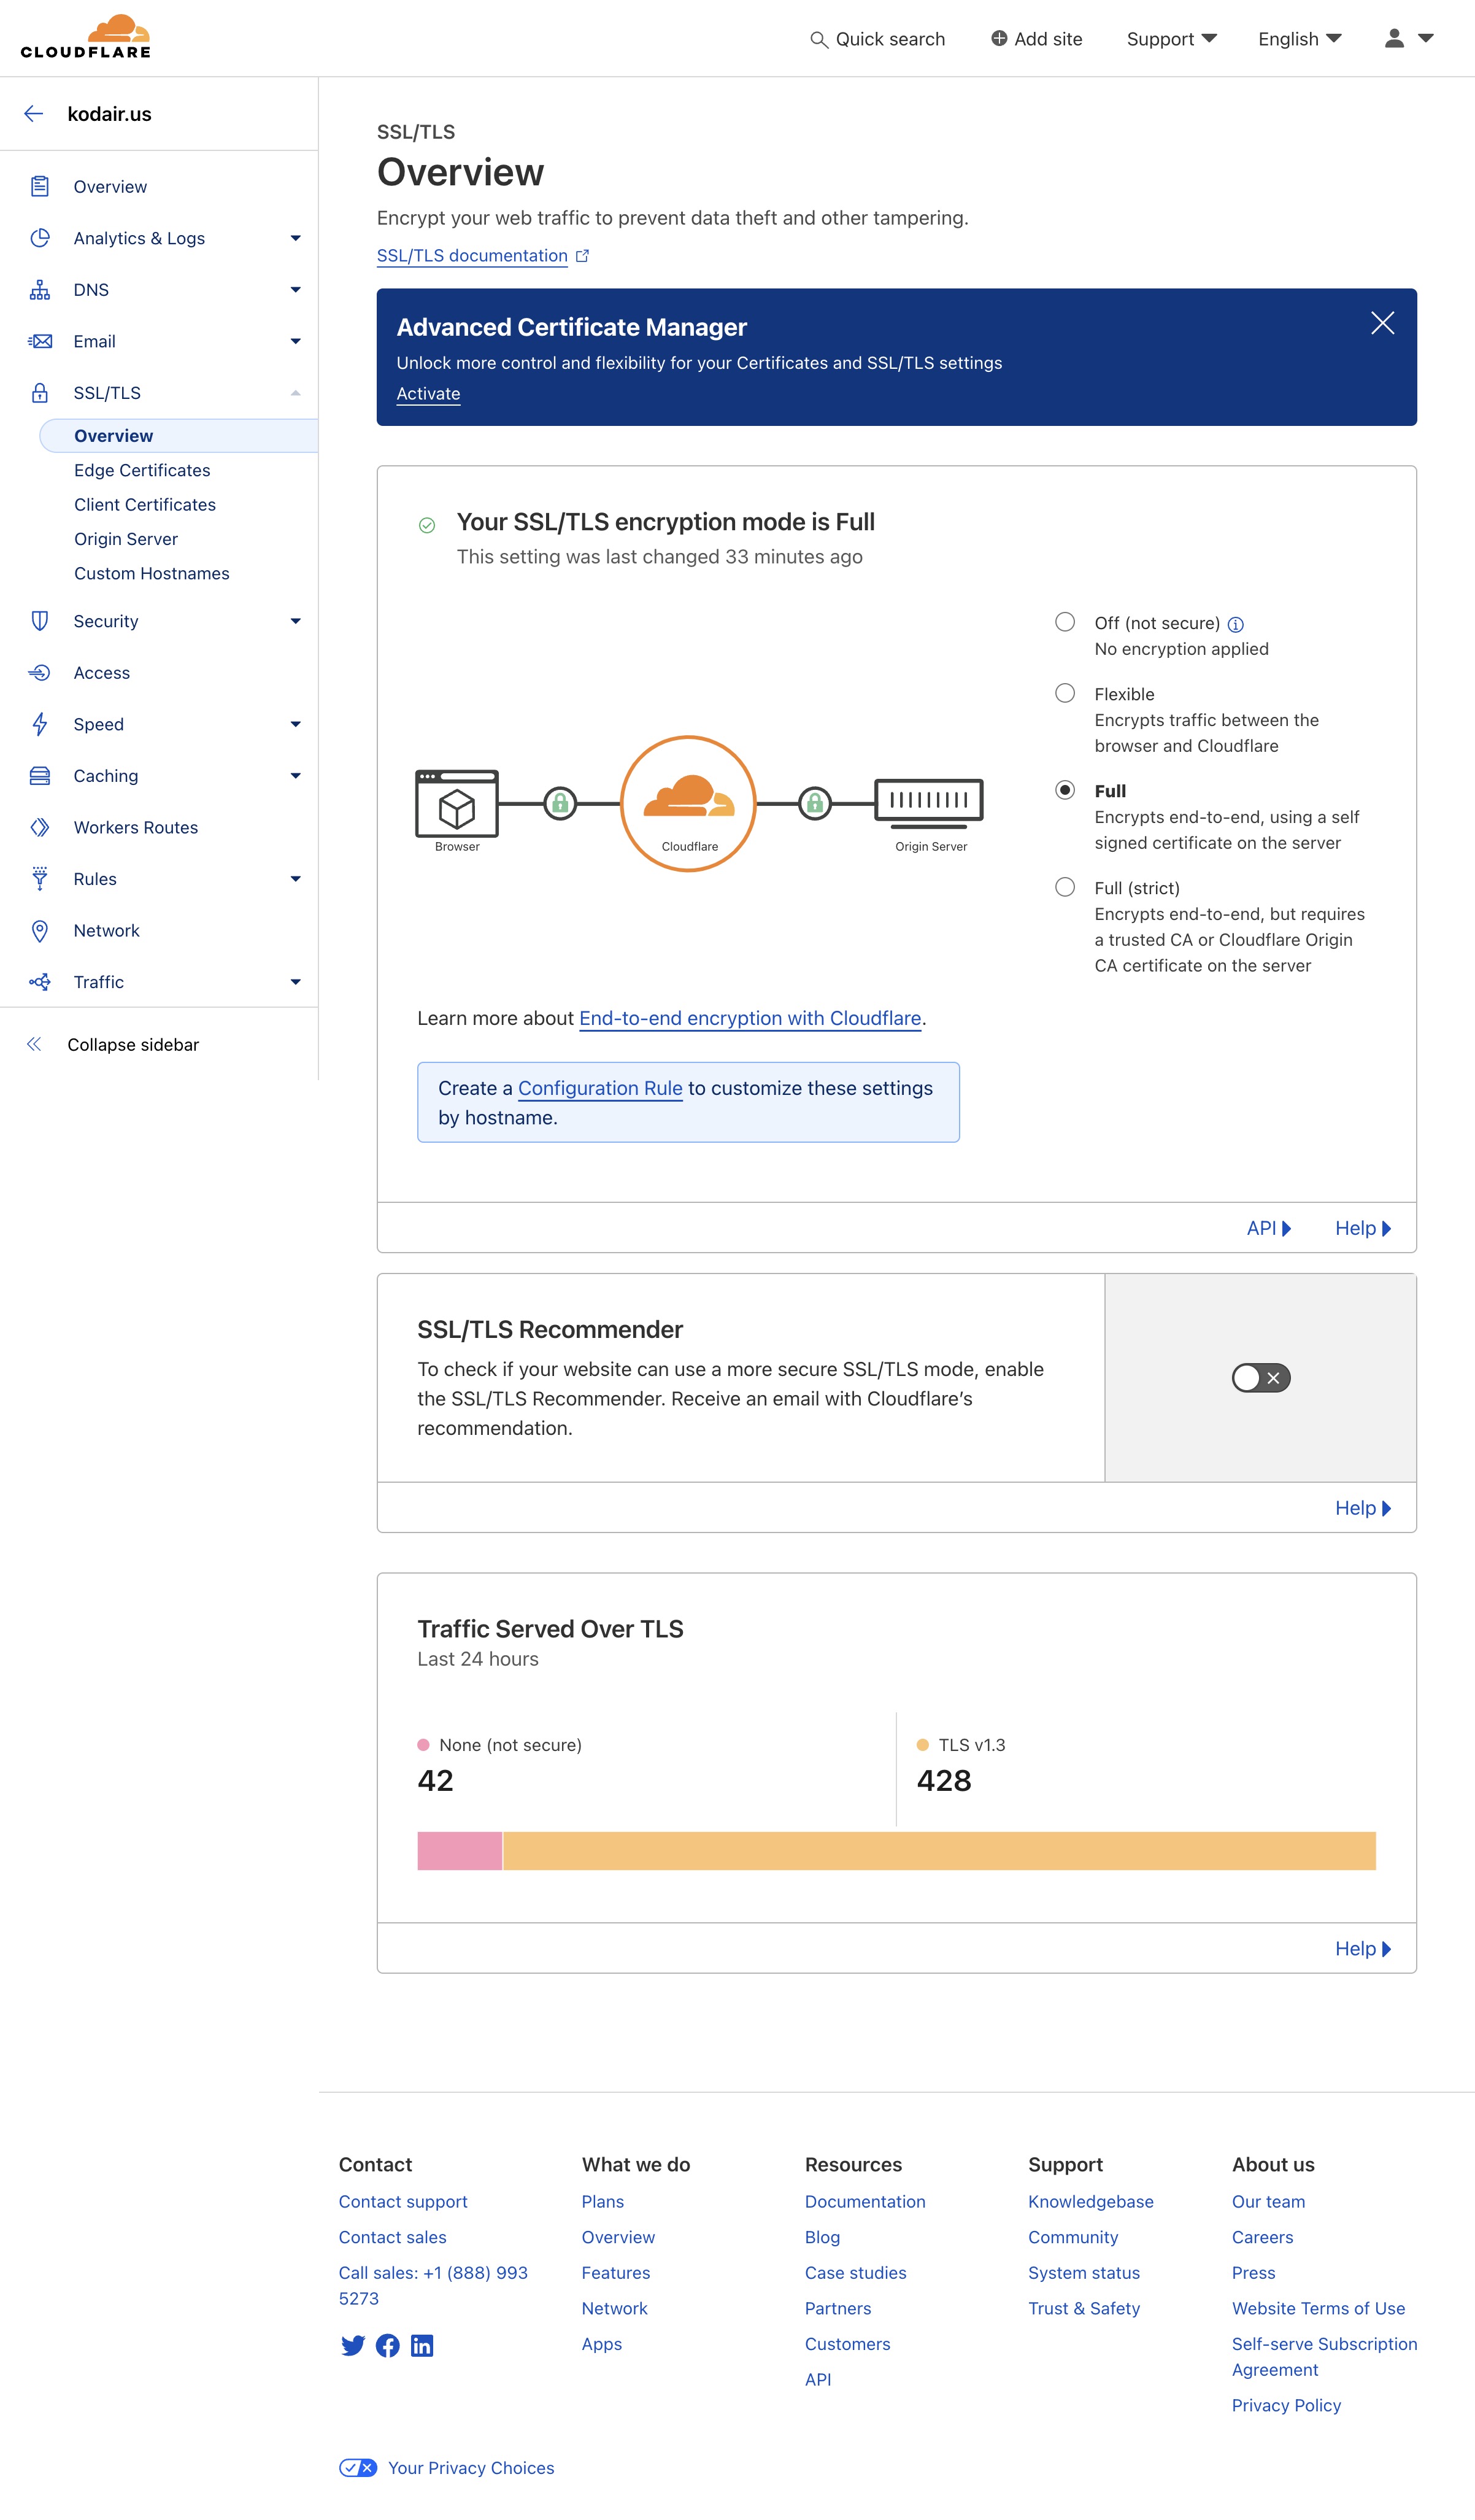 CLOUDFLARE
Quick search
Add site
Support
English
kodair.us
Overview
Analytics & Logs
DNS
Email
SSL/TLS
Overview
Edge Certificates
Client Certificates
Origin Server
Custom Hostnames
Security
Access
Speed
Caching
Workers Routes
Rules
Network
Traffic
Collapse sidebar
SSL/TLS
Overview
Encrypt your web traffic to prevent data theft and other tampering.
SSL/TLS documentation
Advanced Certificate Manager
Unlock more control and flexibility for your Certificates and SSL/TLS settings
Activate
Your SSL/TLS encryption mode is Full
This setting was last changed 33 minutes ago
Browser
Cloudflare
Origin Server
Off (not secure)
No encryption applied
Flexible
Encrypts traffic between the
browser and Cloudflare
Full
Encrypts end-to-end, using a self
signed certificate on the server
Full (strict)
Encrypts end-to-end, but requires
a trusted CA or Cloudflare Origin
CA certificate on the server
Learn more about End-to-end encryption with Cloudflare.
Create a Configuration Rule to customize these settings
by hostname.
API
Help
SSL/TLS Recommender
To check if your website can use a more secure SSL/TLS mode, enable
the SSL/TLS Recommender. Receive an email with Cloudflare’s
recommendation.
Help
Traffic Served Over TLS
Last 24 hours
None (not secure)
42
TLS v1.3
428
Help
Contact
Contact support
Contact sales
Call sales: +1 (888) 993
5273
What we do
Plans
Overview
Features
Network
Apps
Resources
Documentation
Blog
Case studies
Partners
Customers
API
Support
Knowledgebase
Community
System status
Trust & Safety
About us
Our team
Careers
Press
Website Terms of Use
Self-serve Subscription
Agreement
Privacy Policy
Your Privacy Choices